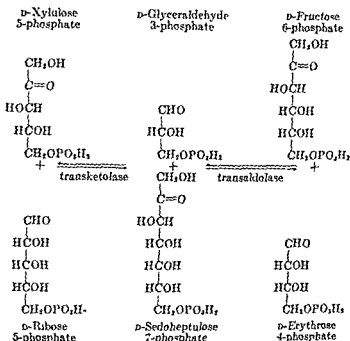 D-Xylulose
5-phosphate
D-Glyceraldehyde
3-phosphate
D-Fructose
6-phosphate
CH₂OH
C=O
HOCH
HCOH
CH₂OPO₃H₂
+
CHO
HCOH
CH₂OPO₃H₂
+
CH₂OH
C=O
HOCH
HCOH
HCOH
CH₂OPO₃H₂
+
transketolase
transaldolase
CHO
HCOH
HCOH
HCOH
CH₂OPO₃H₂
CH₂OH
C=O
HOCH
HCOH
HCOH
HCOH
CH₂OPO₃H₂
CHO
HCOH
HCOH
CH₂OPO₃H₂
D-Ribose
5-phosphate
D-Sedoheptulose
7-phosphate
D-Erythrose
4-phosphate